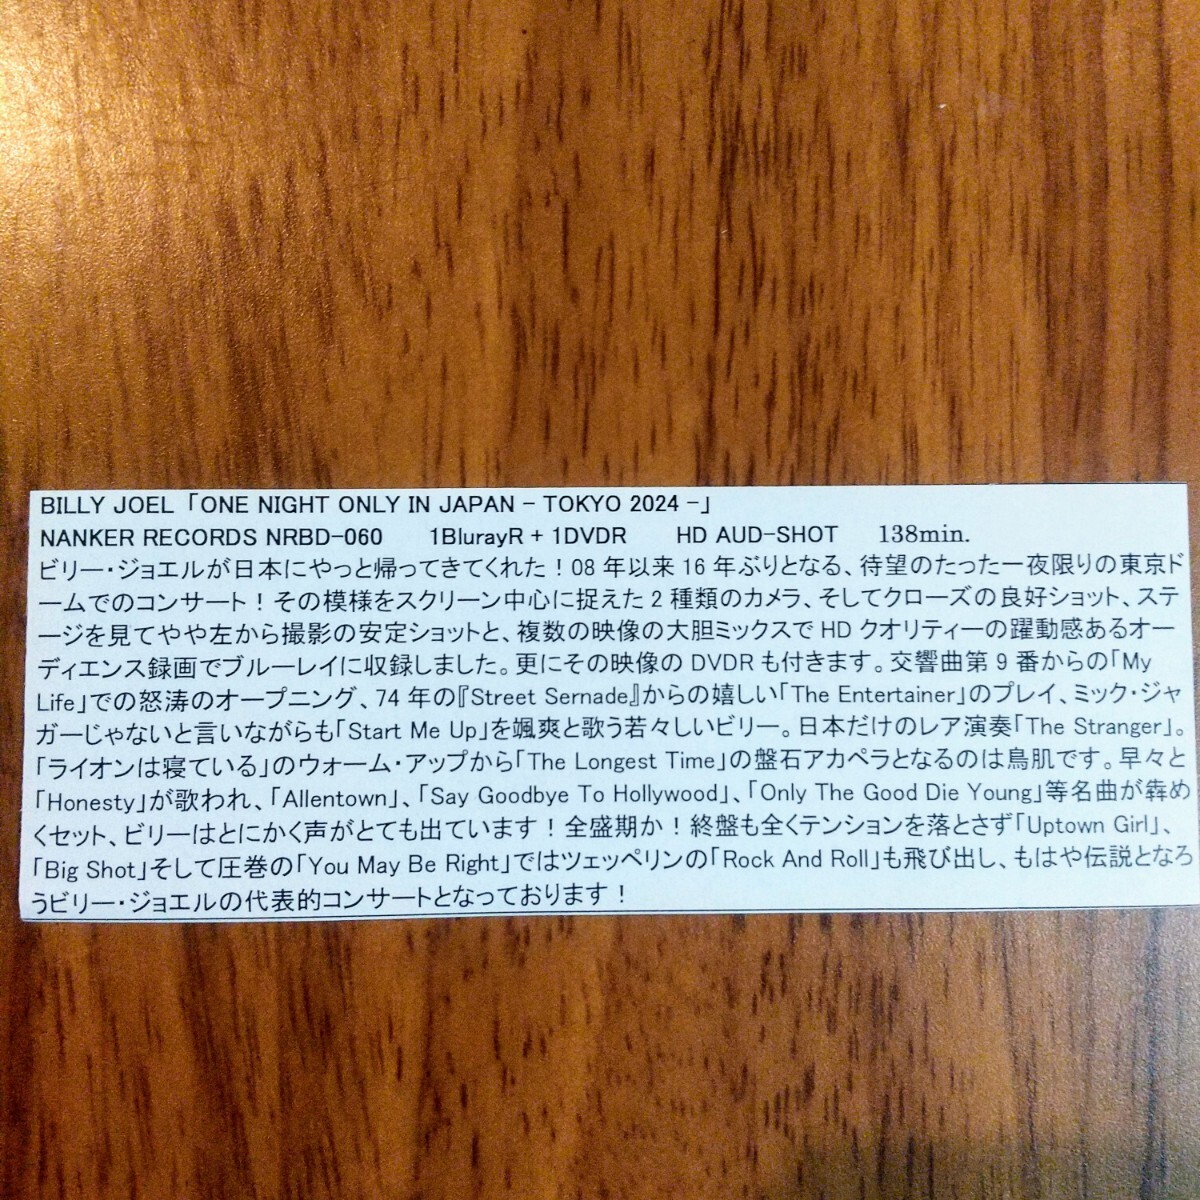 BILLY JOEL「ONE NIGHT ONLY IN JAPAN – TOKYO 2024 –」
NANKER RECORDS NRBD-060 1BlurayR + 1DVDR HD AUD-SHOT 138min.
ビリー・ジョエルが日本にやっと帰ってきてくれた！08年以来16年ぶりとなる、待望のたった一夜限りの東京ド
ームでのコンサート！その模様をスクリーン中心に捉えた2種類のカメラ、そしてクローズの良好ショット、ステ
ージを見てやや左から撮影の安定ショットと、複数の映像の大胆ミックスでHDクオリティーの躍動感あるオー
ディエンス録画でブルーレイに収録しました。更にその映像のDVDRも付きます。交響曲第9番からの「My
Life」での怒涛のオープニング、74年の『Street Sernade』からの嬉しい「The Entertainer」のプレイ、ミック・ジャ
ガーじゃないと言いながらも「Start Me Up」を颯爽と歌う若々しいビリー。日本だけのレア演奏「The Stranger」。
「ライオンは寝ている」のウォーム・アップから「The Longest Time」の盤石アカペラとなるのは鳥肌です。早々と
「Honesty」が歌われ、「Allentown」、「Say Goodbye To Hollywood」、「Only The Good Die Young」等名曲が犇め
くセット、ビリーはとにかく声がとても出ています！全盛期か！終盤も全くテンションを落とさず「Uptown Girl」、
「Big Shot」そして圧巻の「You May Be Right」ではツェッペリンの「Rock And Roll」も飛び出し、もはや伝説となろ
うビリー・ジョエルの代表的コンサートとなっております！